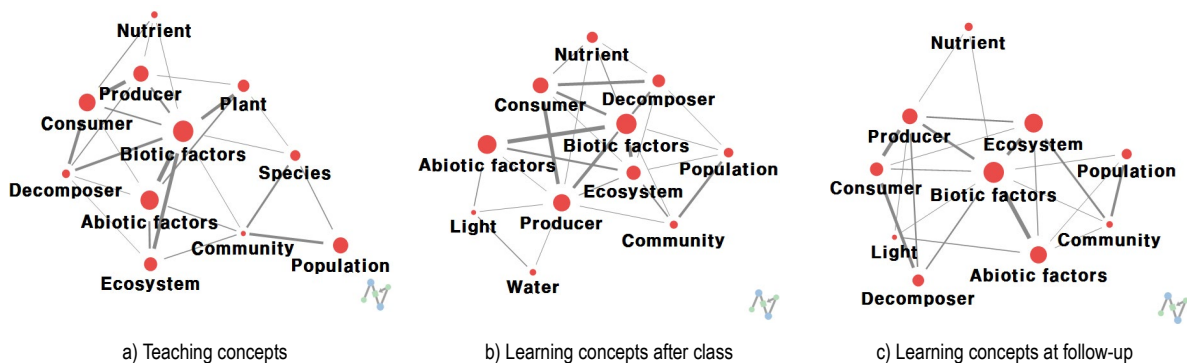 Nutrient
Producer
Plant
Consumer
Biotic factors
Species
Decomposer
Abiotic factors
Community
Population
Ecosystem
a) Teaching concepts
Nutrient
Consumer
Decomposer
Biotic factors
Abiotic factors
Population
Ecosystem
Light
Producer
Community
Water
b) Learning concepts after class
Nutrient
Producer
Ecosystem
Population
Consumer
Biotic factors
Community
Light
Abiotic factors
Decomposer
c) Learning concepts at follow-up